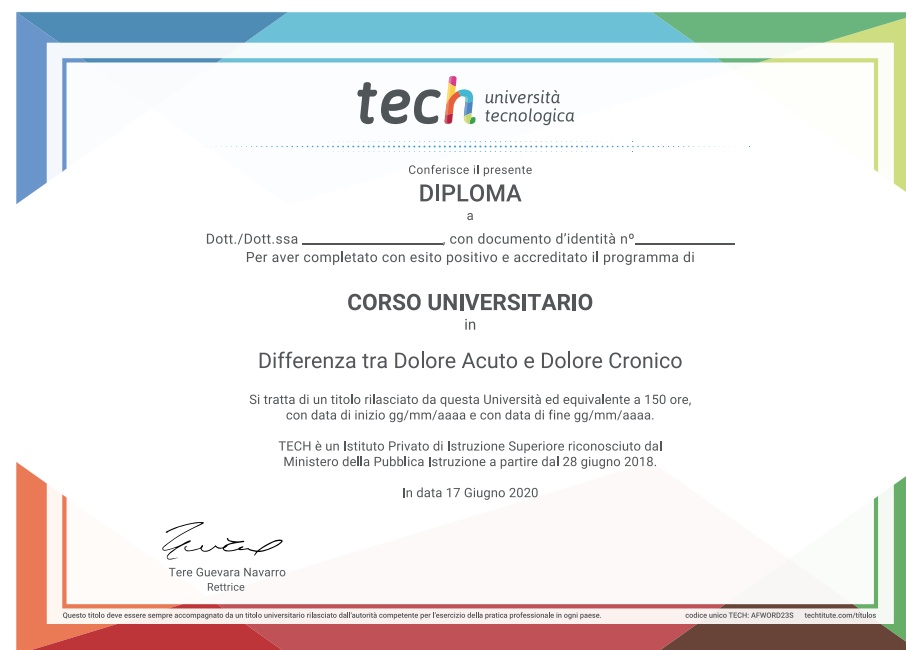 tech università
tecnologica
Conferisce il presente
DIPLOMA
a
Dott./Dott.ssa ____________________, con documento d'identità nº______________
Per aver completato con esito positivo e accreditato il programma di
CORSO UNIVERSITARIO
in
Differenza tra Dolore Acuto e Dolore Cronico
Si tratta di un titolo rilasciato da questa Università ed equivalente a 150 ore,
con data di inizio gg/mm/aaaa e con data di fine gg/mm/aaaa.
TECH è un Istituto Privato di Istruzione Superiore riconosciuto dal
Ministero della Pubblica Istruzione a partire dal 28 giugno 2018.
In data 17 Giugno 2020
Tere Guevara Navarro
Rettrice
Questo titolo deve essere sempre accompagnato da un titolo universitario rilasciato dall'autorità competente per l'esercizio della pratica professionale in ogni paese. codice unico TECH: AFWORD23S techtitute.com/títulos